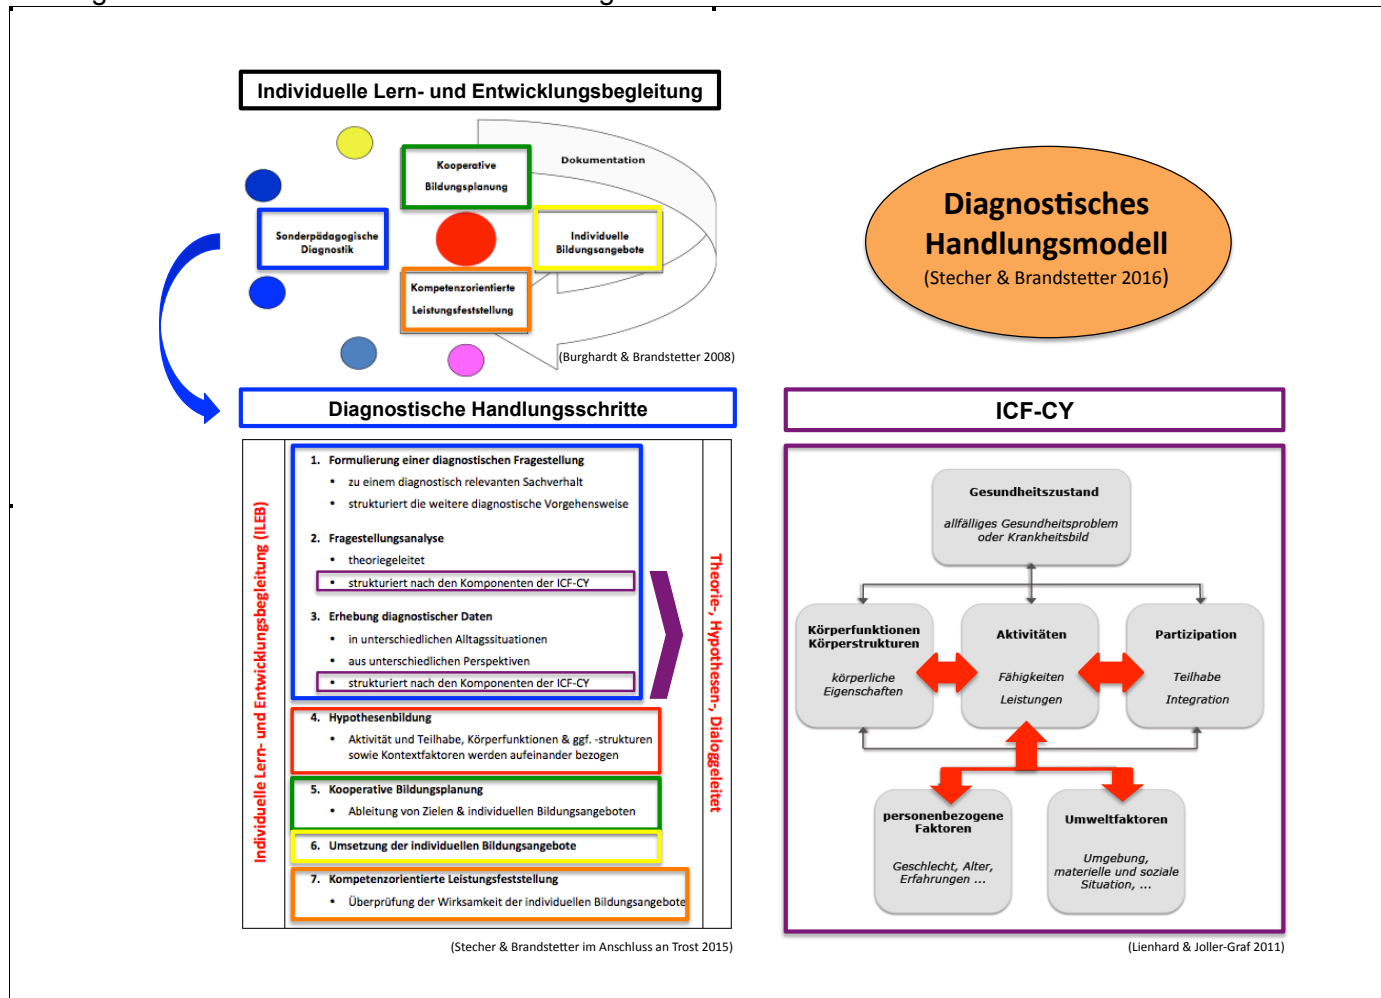 Individuelle Lern- und Entwicklungsbegleitung
Kooperative
Bildungsplanung
Dokumentation
Sonderpädagogische
Diagnostik
Individuelle
Bildungsangebote
Kompetenzorientierte
Leistungsfeststellung
(Burghardt & Brandstetter 2008)
Diagnostisches
Handlungsmodell
(Stecher & Brandstetter 2016)
Diagnostische Handlungsschritte
Individuelle Lern- und Entwicklungsbegleitung (ILEB)
1. Formulierung einer diagnostischen Fragestellung
• zu einem diagnostisch relevanten Sachverhalt
• strukturiert die weitere diagnostische Vorgehensweise
2. Fragestellungsanalyse
• theoriegeleitet
• strukturiert nach den Komponenten der ICF-CY
3. Erhebung diagnostischer Daten
• in unterschiedlichen Alltagssituationen
• aus unterschiedlichen Perspektiven
• strukturiert nach den Komponenten der ICF-CY
4. Hypothesenbildung
• Aktivität und Teilhabe, Körperfunktionen & ggf. -strukturen
sowie Kontextfaktoren werden aufeinander bezogen
5. Kooperative Bildungsplanung
• Ableitung von Zielen & individuellen Bildungsangeboten
6. Umsetzung der individuellen Bildungsangebote
7. Kompetenzorientierte Leistungsfeststellung
• Überprüfung der Wirksamkeit der individuellen Bildungsangebote
Theorie-, Hypothesen-, Dialoggeleitet
(Stecher & Brandstetter im Anschluss an Trost 2015)
ICF-CY
Gesundheitszustand
allfälliges Gesundheitsproblem
oder Krankheitsbild
Körperfunktionen
Körperstrukturen
körperliche
Eigenschaften
Aktivitäten
Fähigkeiten
Leistungen
Partizipation
Teilhabe
Integration
personenbezogene
Faktoren
Geschlecht, Alter,
Erfahrungen ...
Umweltfaktoren
Umgebung,
materielle und soziale
Situation, ...
(Lienhard & Joller-Graf 2011)